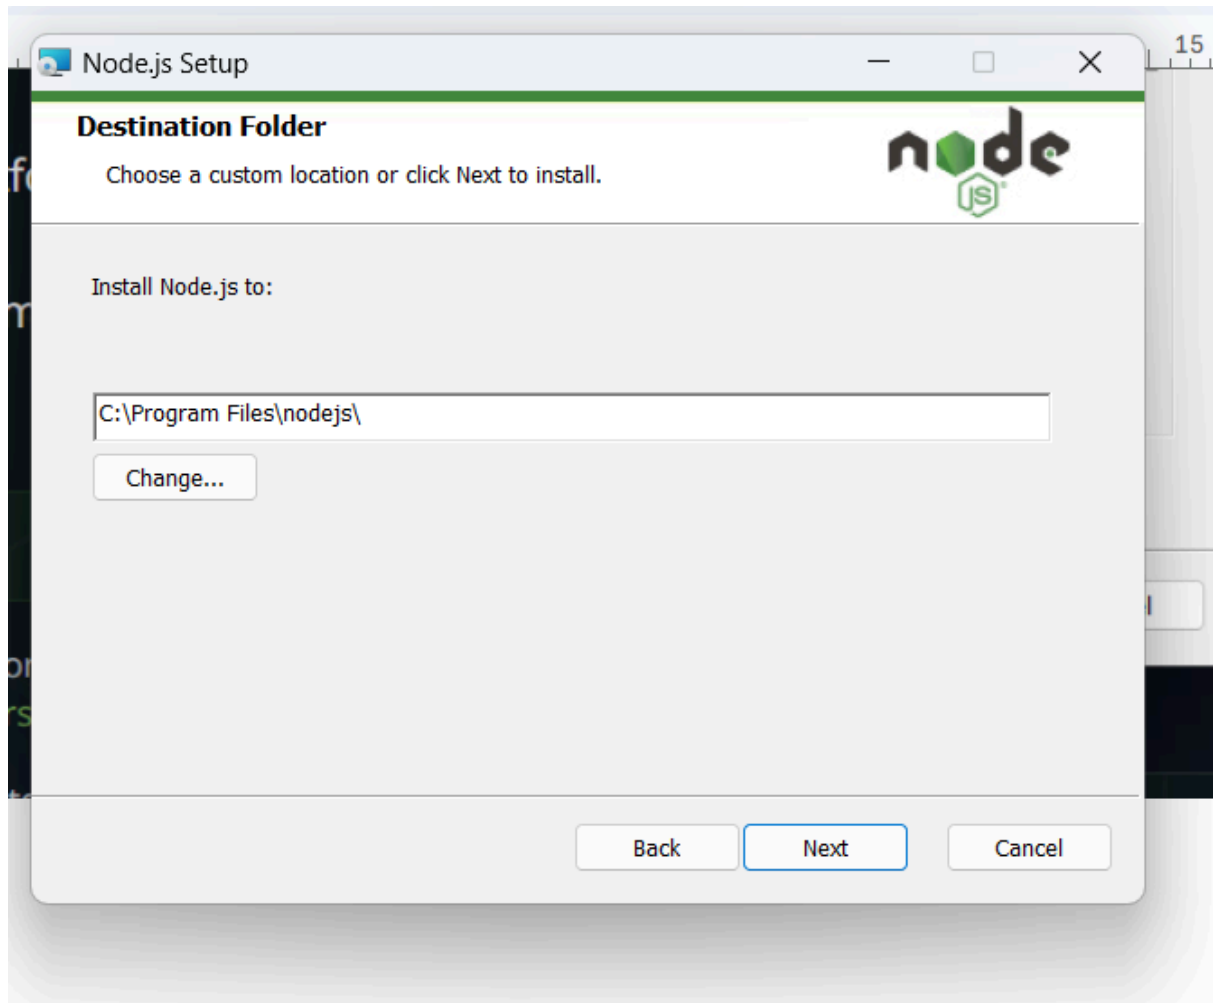 15
Node.js Setup
Destination Folder
Choose a custom location or click Next to install.
node
JS
Install Node.js to:
C:\Program Files\nodejs\
Change...
Back
Next
Cancel